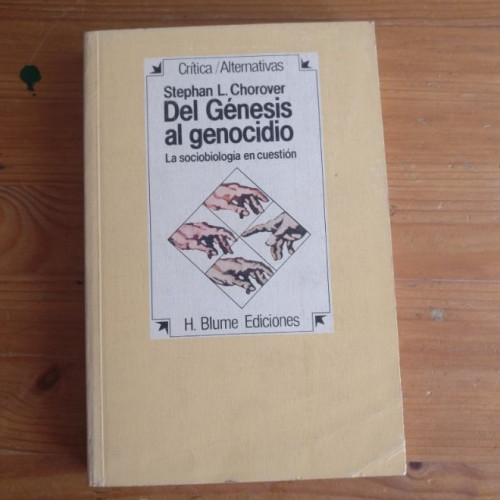 Crítica/Alternativas
Stephan L. Chorover
Del Génesis
al genocidio
La sociobiología en cuestión
H. Blume Ediciones